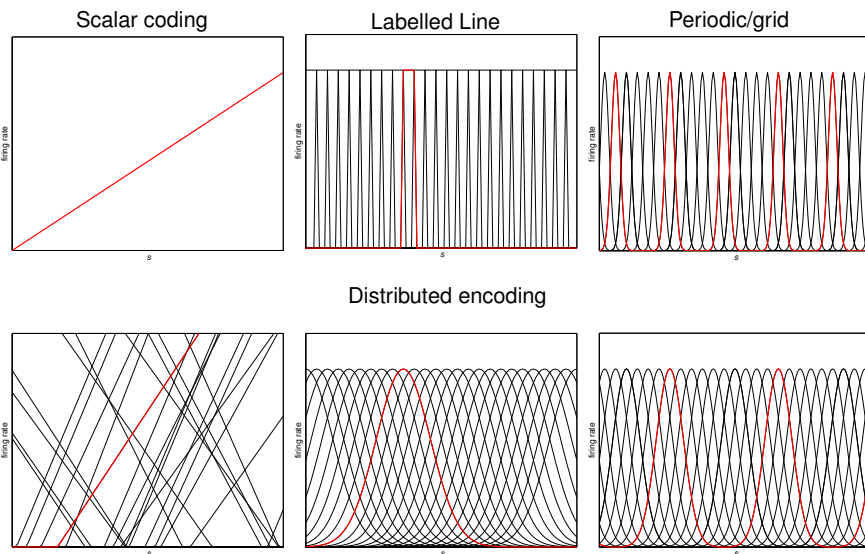 Scalar coding
Labelled Line
Periodic/grid
firing rate
s
firing rate
s
firing rate
s
Distributed encoding
firing rate
s
firing rate
s
firing rate
s